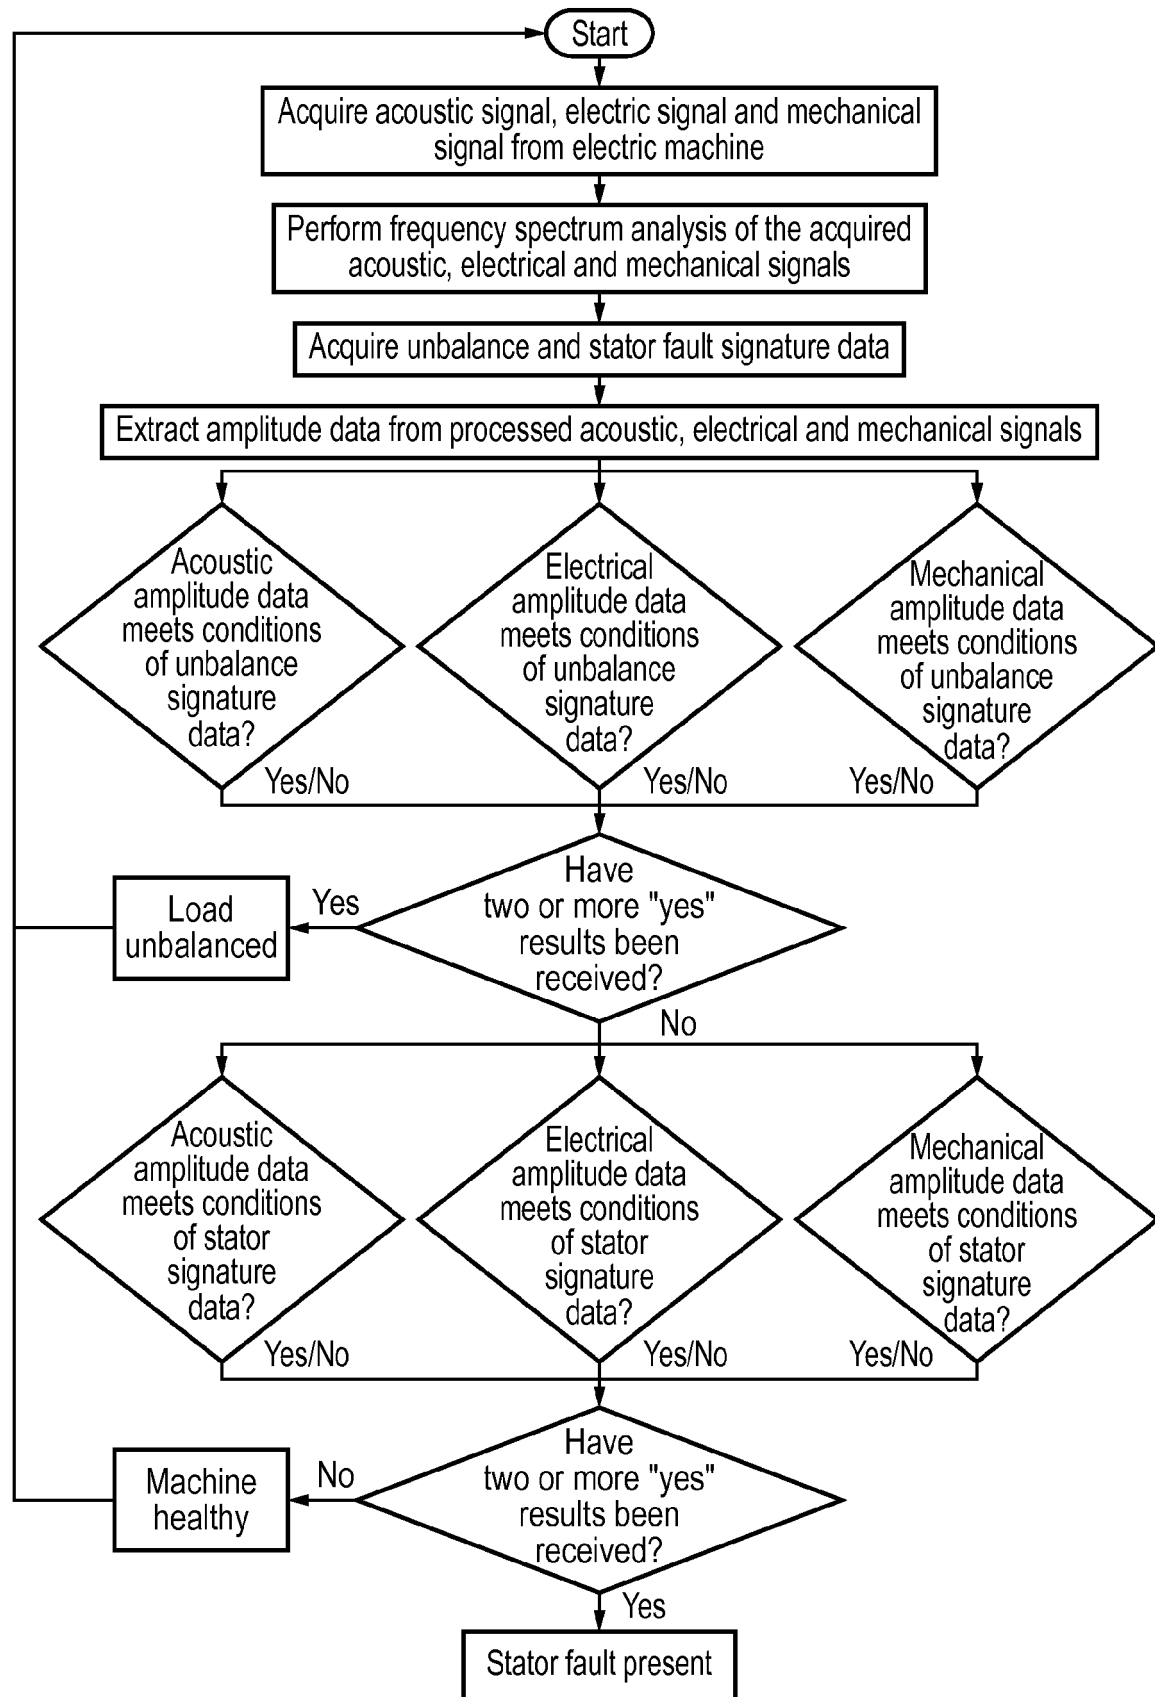 Start
Acquire acoustic signal, electric signal and mechanical
signal from electric machine
Perform frequency spectrum analysis of the acquired
acoustic, electrical and mechanical signals
Acquire unbalance and stator fault signature data
Extract amplitude data from processed acoustic, electrical and mechanical signals
Acoustic
amplitude data
meets conditions
of unbalance
signature
data?
Yes/No
Electrical
amplitude data
meets conditions
of unbalance
signature
data?
Yes/No
Mechanical
amplitude data
meets conditions
of unbalance
signature
data?
Yes/No
Have
two or more "yes"
results been
received?
Yes
Load
unbalanced
No
Acoustic
amplitude data
meets conditions
of stator
signature
data?
Yes/No
Electrical
amplitude data
meets conditions
of stator
signature
data?
Yes/No
Mechanical
amplitude data
meets conditions
of stator
signature
data?
Yes/No
Have
two or more "yes"
results been
received?
No
Machine
healthy
Yes
Stator fault present